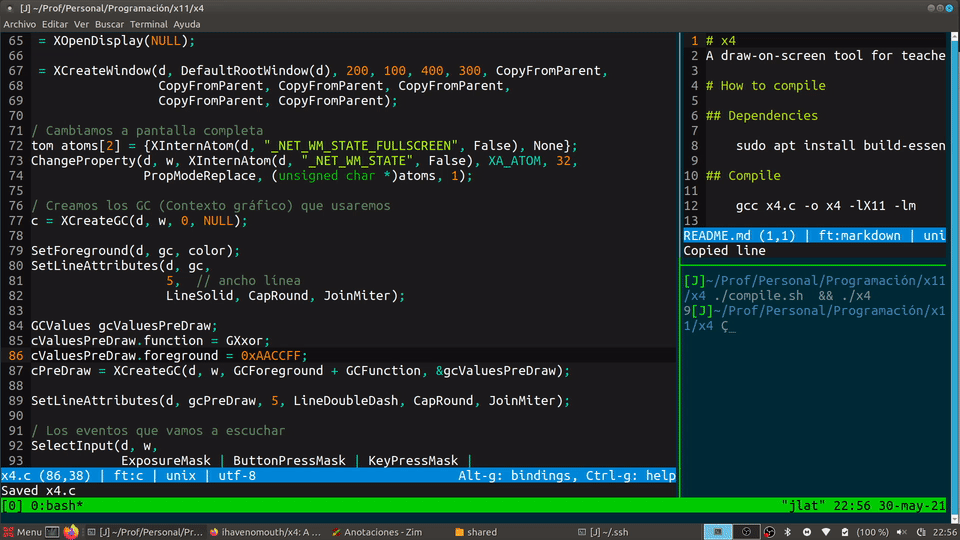 [J] ~/Prof/Personal/Programación/x11/x4
Archivo Editar Ver Buscar Terminal Ayuda
65 = XOpenDisplay(NULL);
66
67 = XCreateWindow(d, DefaultRootWindow(d), 200, 100, 400, 300, CopyFromParent,
68 CopyFromParent, CopyFromParent, CopyFromParent,
69 CopyFromParent, CopyFromParent);
70
71 / Cambiamos a pantalla completa
72 tom atoms[2] = {XInternAtom(d, "_NET_WM_STATE_FULLSCREEN", False), None};
73 ChangeProperty(d, w, XInternAtom(d, "_NET_WM_STATE", False), XA_ATOM, 32,
74 PropModeReplace, (unsigned char *)atoms, 1);
75
76 / Creamos los GC (Contexto gráfico) que usaremos
77 c = XCreateGC(d, w, 0, NULL);
78
79 SetForeground(d, gc, color);
80 SetLineAttributes(d, gc,
81 5, // ancho linea
82 LineSolid, CapRound, JoinMiter);
83
84 GCValues gcValuesPreDraw;
85 cValuesPreDraw.function = GXxor;
86 cValuesPreDraw.foreground = 0xAACCFF;
87 cPreDraw = XCreateGC(d, w, GCForeground + GCFunction, &gcValuesPreDraw);
88
89 SetLineAttributes(d, gcPreDraw, 5, LineDoubleDash, CapRound, JoinMiter);
90
91 / Los eventos que vamos a escuchar
92 SelectInput(d, w,
93 ExposureMask | ButtonPressMask | KeyPressMask |
x4.c (86,38) | ft:c | unix | utf-8 Alt-g: bindings, Ctrl-g: help
Saved x4.c
1 # x4
2 A draw-on-screen tool for teache
3
4 # How to compile
5
6 ## Dependencies
7
8 sudo apt install build-essen
9
10 ## Compile
11
12 gcc x4.c -o x4 -lX11 -lm
13
README.md (1,1) | ft:markdown | uni
Copied line
[J]~/Prof/Personal/Programación/x11
/x4 ./compile.sh && ./x4
9[J]~/Prof/Personal/Programación/x1
1/x4 Ç_
[0] 0:bash* "jlat" 22:56 30-may-21
Menu [J] ~/Prof/Personal/Pr... ihavenomouth/x4: A ... Anotaciones - Zim shared [J] ~/.ssh (100 %) 22:56